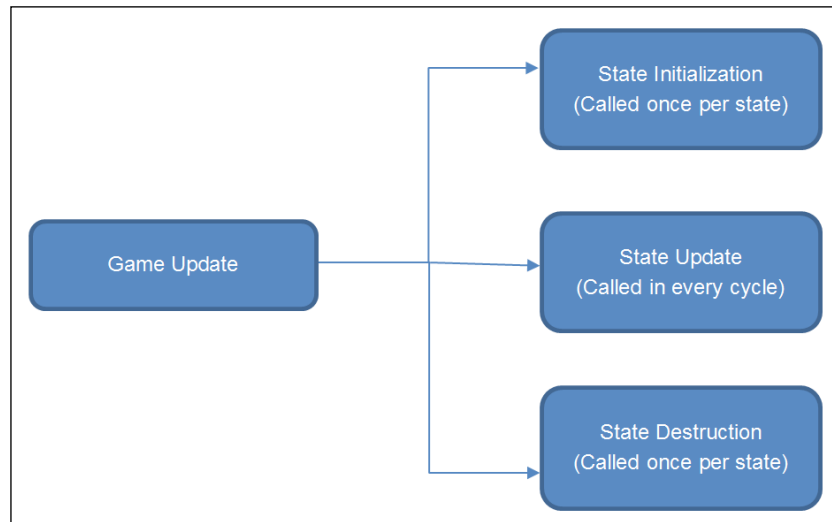 Game Update
State Initialization
(Called once per state)
State Update
(Called in every cycle)
State Destruction
(Called once per state)